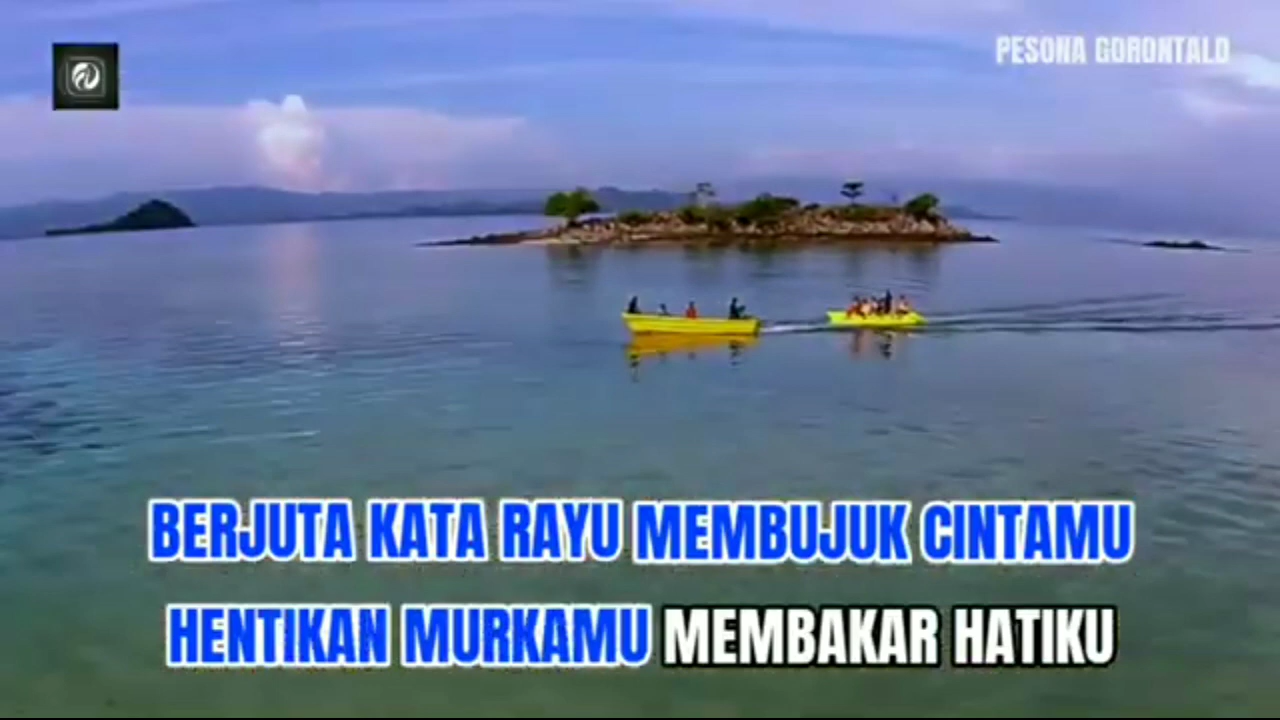 PESONA GORONTALO
BERJUTA KATA RAYU MEMBUJUK CINTAMU
HENTIKAN MURKAMU MEMBAKAR HATIKU